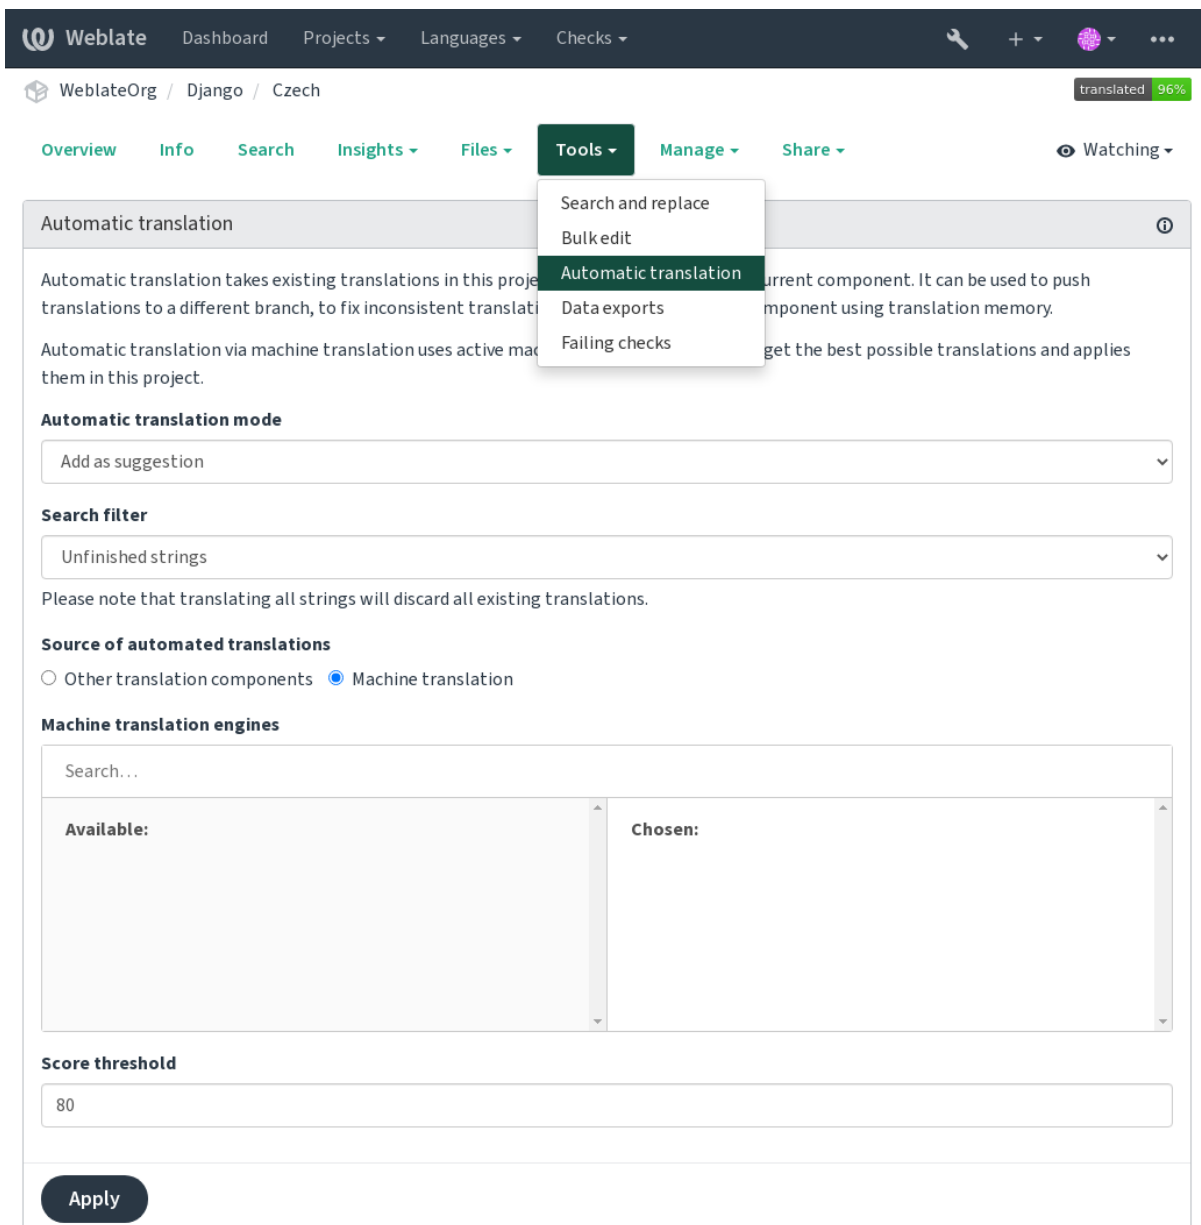 Weblate Dashboard Projects Languages Checks
WeblateOrg / Django / Czech translated 96%
Overview Info Search Insights Files Tools Manage Share Watching
Search and replace
Bulk edit
Automatic translation
Data exports
Failing checks
Automatic translation
Automatic translation takes existing translations in this proje urrent component. It can be used to push
translations to a different branch, to fix inconsistent translati mponent using translation memory.
Automatic translation via machine translation uses active mac get the best possible translations and applies
them in this project.
Automatic translation mode
Add as suggestion
Search filter
Unfinished strings
Please note that translating all strings will discard all existing translations.
Source of automated translations
Other translation components Machine translation
Machine translation engines
Search...
Available: Chosen:
Score threshold
80
Apply